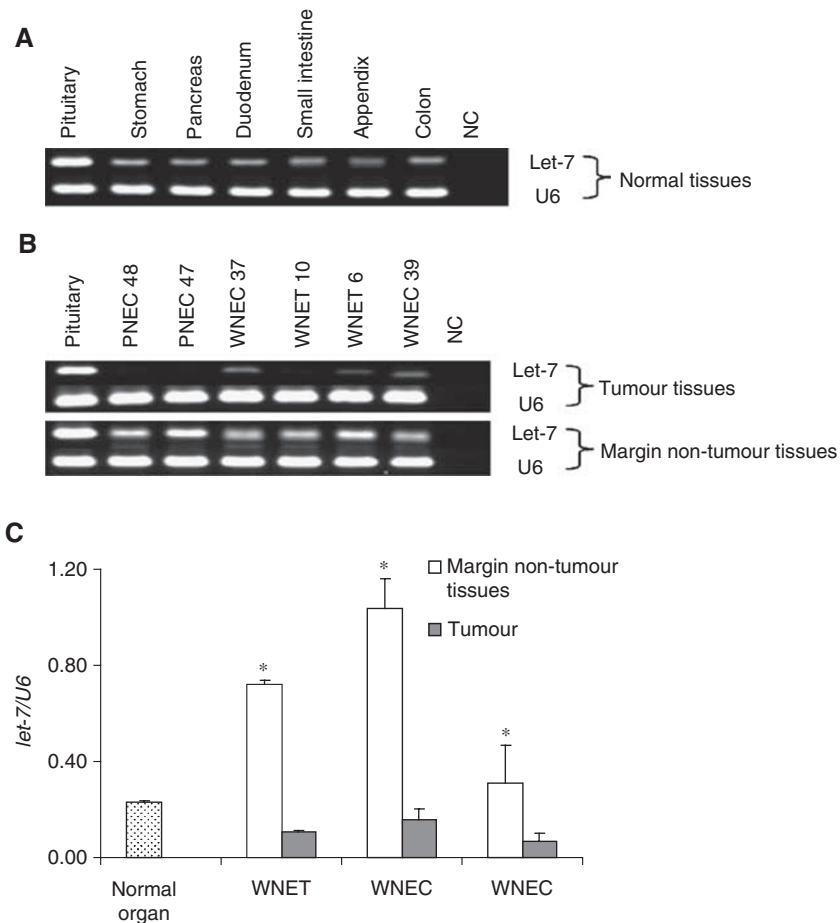 A
Pituitary
Stomach
Pancreas
Duodenum
Small intestine
Appendix
Colon
NC
Let-7
U6
Normal tissues
B
Pituitary
PNEC 48
PNEC 47
WNEC 37
WNET 10
WNET 6
WNEC 39
NC
Let-7
U6
Tumour tissues
Let-7
U6
Margin non-tumour tissues
C
let-7/U6
1.20
0.80
0.40
0.00
*
*
*
Margin non-tumour
tissues
Tumour
Normal
organ
WNET
WNEC
WNEC